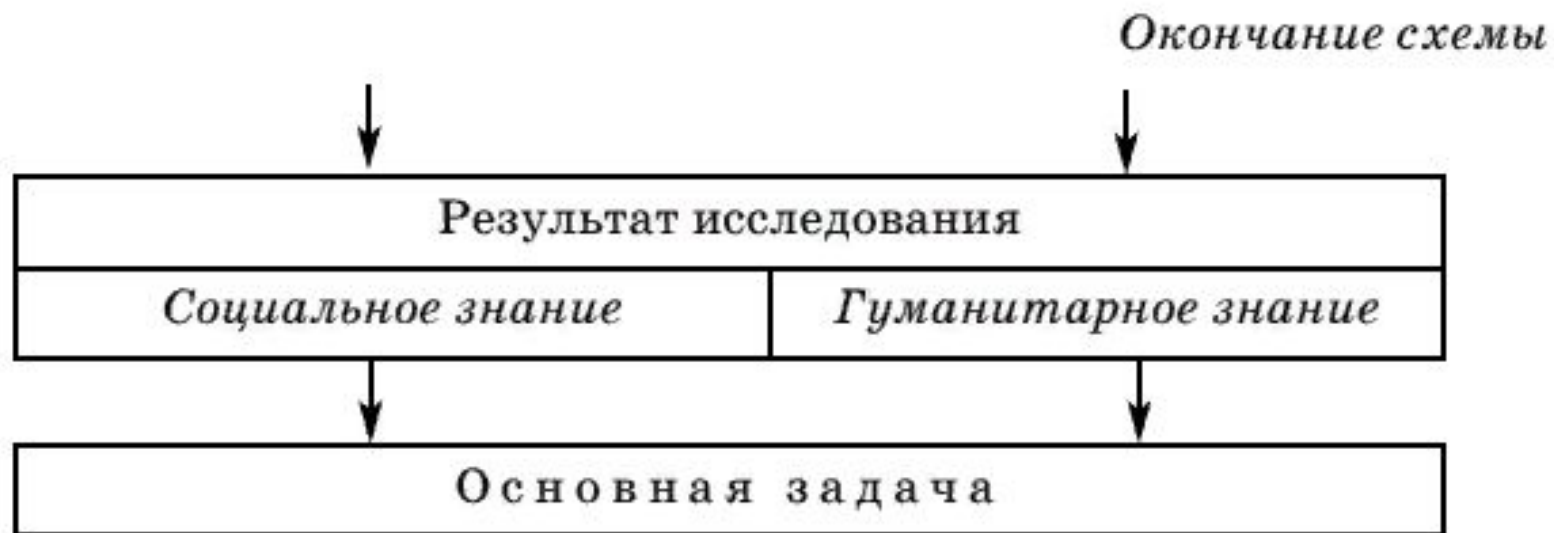 Окончание схемы
Результат исследования
Социальное знание Гуманитарное знание
Основная задача